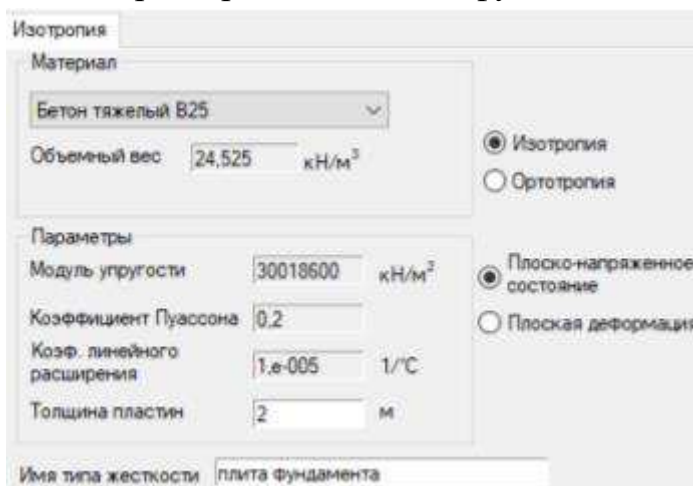 Изотропия
Материал
Бетон тяжелый B25
Объемный вес 24,525 кН/м³
Изотропия
Ортотропия
Параметры
Модуль упругости 30018600 кН/м²
Плоско-напряженное состояние
Коэффициент Пуассона 0,2
Плоская деформация
Коэф. линейного расширения 1,e-005 1/°C
Толщина пластин 2 м
Имя типа жесткости плита фундамента